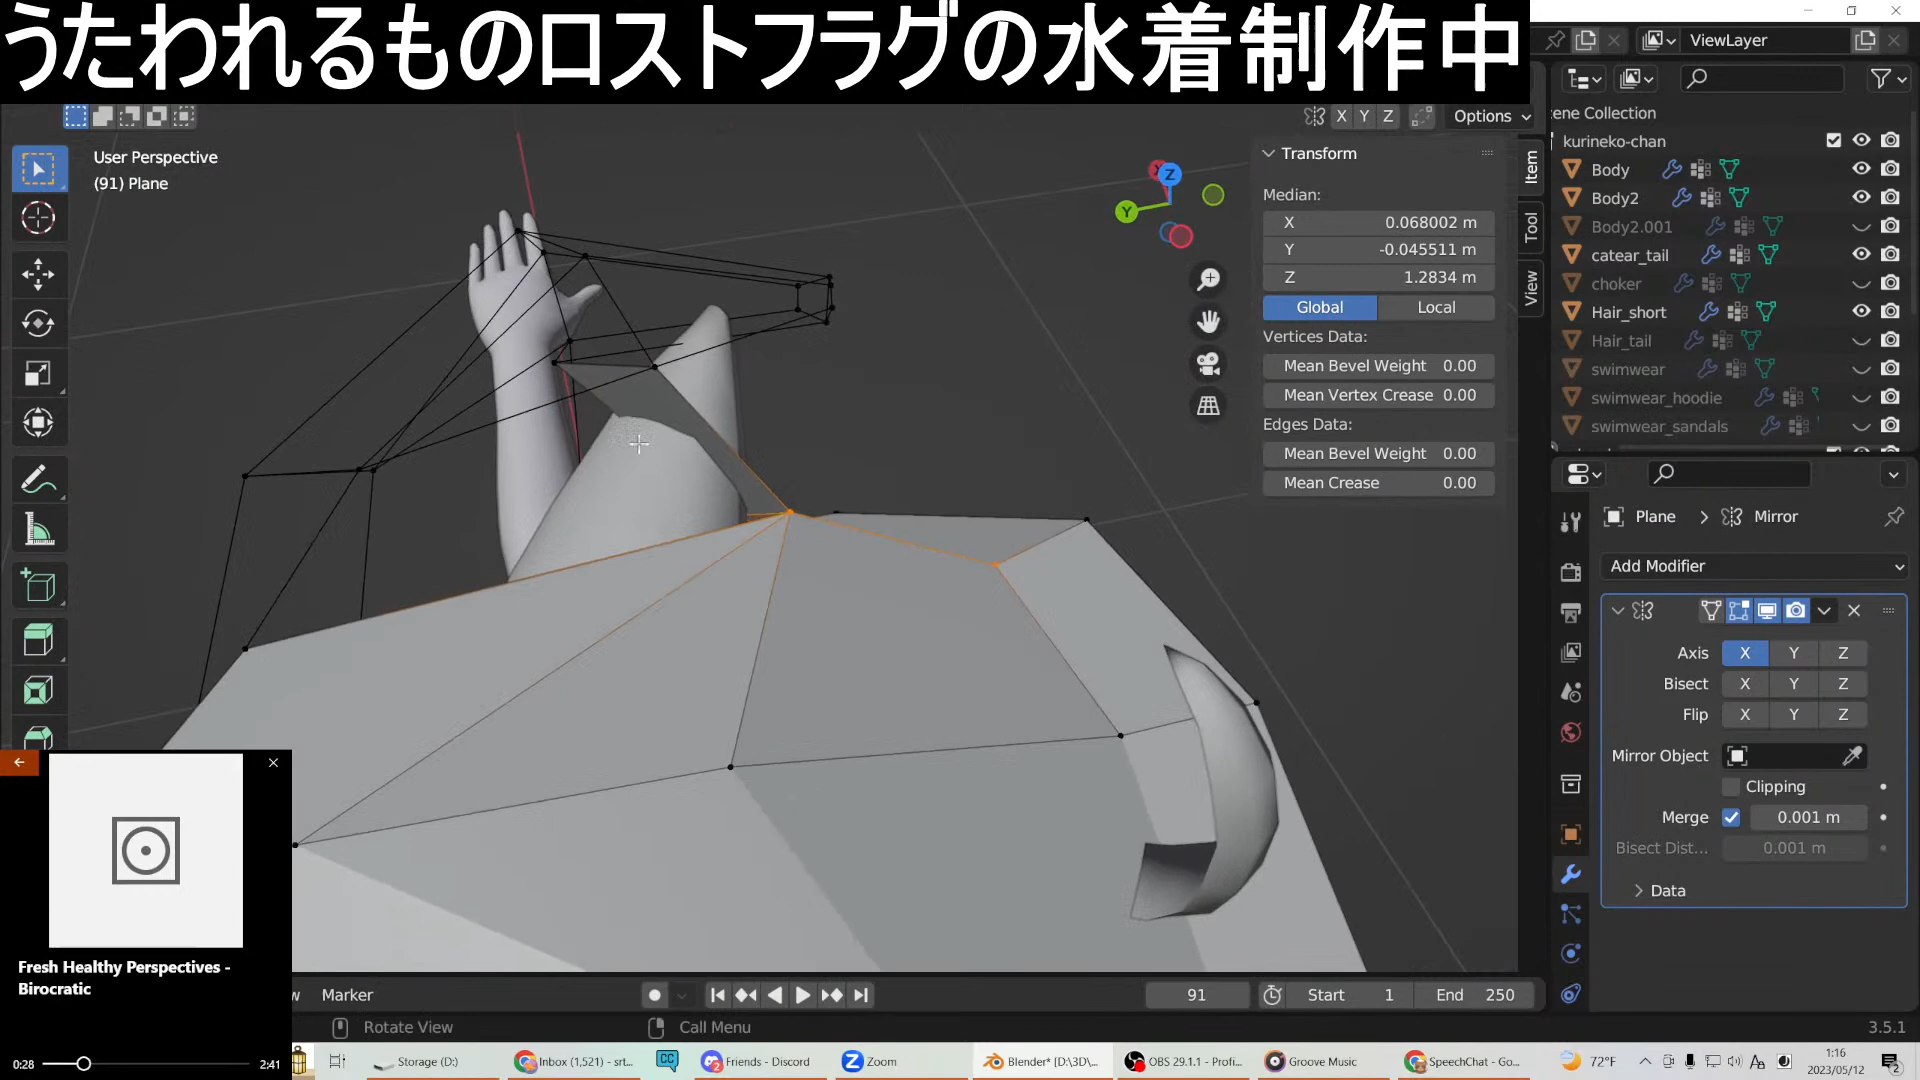 うたわれるものロストフラグの水着制作中
X Y Z Options
ViewLayer
User Perspective
(91) Plane
Transform
Median:
X 0.068002 m
Y -0.045511 m
Z 1.2834 m
Global Local
Vertices Data:
Mean Bevel Weight 0.00
Mean Vertex Crease 0.00
Edges Data:
Mean Bevel Weight 0.00
Mean Crease 0.00
Item
Tool
View
Z
Y
cene Collection
kurineko-chan
Body
Body2
Body2.001
catear_tail
choker
Hair_short
Hair_tail
swimwear
swimwear_hoodie
swimwear_sandals
Plane > Mirror
Add Modifier
Axis X Y Z
Bisect X Y Z
Flip X Y Z
Mirror Object
Clipping
Merge 0.001 m
Bisect Dist... 0.001 m
Data
Fresh Healthy Perspectives -
Birocratic
0:28 2:41
w Marker
91 Start 1 End 250
Rotate View Call Menu 3.5.1
Storage (D:) Inbox (1,521) - srt... CC Friends - Discord Zoom Blender* [D:\3D\... OBS 29.1.1 - Profi... Groove Music SpeechChat - Go... 72°F 1:16
2023/05/12
2